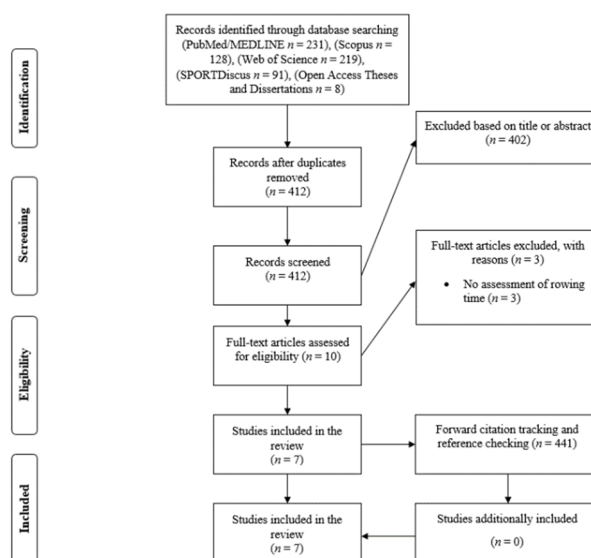 Identification
Records identified through database searching
(PubMed/MEDLINE n = 231), (Scopus n =
128), (Web of Science n = 219),
(SPORTDiscus n = 91), (Open Access Theses
and Dissertations n = 8)
Excluded based on title or abstract
(n = 402)
Records after duplicates
removed
(n = 412)
Screening
Records screened
(n = 412)
Full-text articles excluded, with
reasons (n = 3)
• No assessment of rowing
time (n = 3)
Eligibility
Full-text articles assessed
for eligibility (n = 10)
Studies included in the
review
(n = 7)
Forward citation tracking and
reference checking (n = 441)
Included
Studies included in the
review
(n = 7)
Studies additionally included
(n = 0)